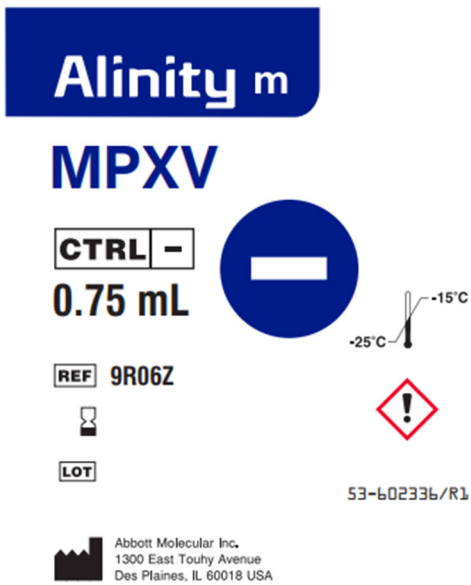 Alinity m
MPXV
CTRL -
0.75 mL
-15°C
-25°C
REF 9R06Z
LOT
53-602336/R1
Abbott Molecular Inc.
1300 East Touhy Avenue
Des Plaines, IL 60018 USA